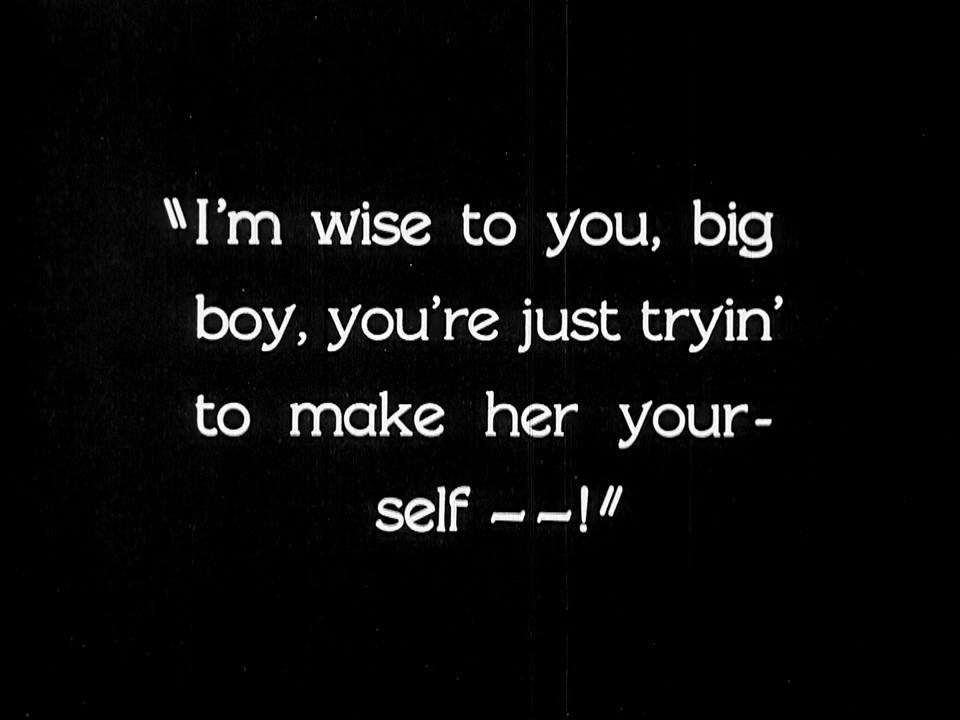 "I'm wise to you, big
boy, you're just tryin'
to make her your-
self — —!"